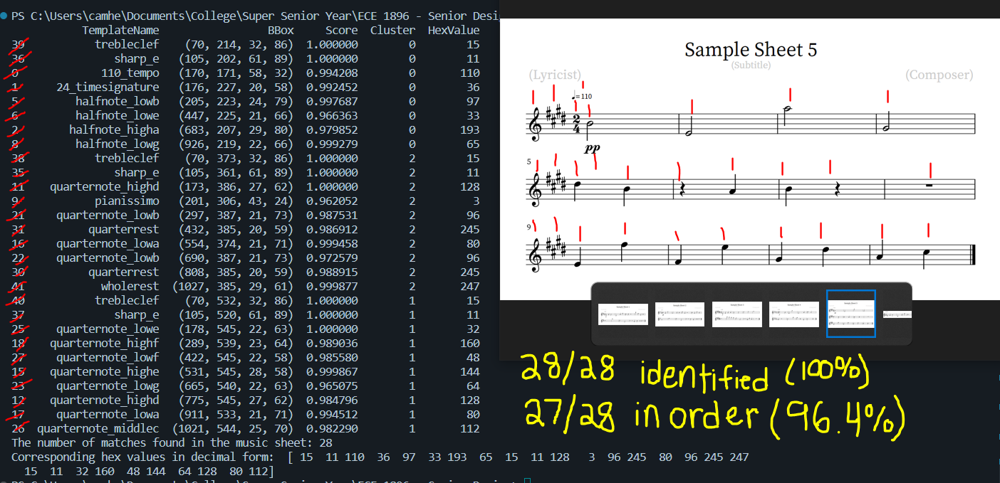 PS C:\Users\camhe\Documents\College\Super Senior Year\ECE 1896 - Senior Desi
TemplateName BBox Score Cluster HexValue
39 trebleclef (70, 214, 32, 86) 1.000000 0 15
36 sharp_e (105, 202, 61, 89) 1.000000 0 11
0 110_tempo (170, 171, 58, 32) 0.994208 0 110
1 24_timesignature (176, 227, 20, 58) 0.992452 0 36
5 halfnote_lowb (205, 223, 24, 79) 0.997687 0 97
6 halfnote_lowe (447, 225, 21, 66) 0.966363 0 33
2 halfnote_higha (683, 207, 29, 80) 0.979852 0 193
8 halfnote_lowg (926, 219, 22, 66) 0.999279 0 65
38 trebleclef (70, 373, 32, 86) 1.000000 2 15
35 sharp_e (105, 361, 61, 89) 1.000000 2 11
11 quarternote_highd (173, 386, 27, 62) 1.000000 2 128
9 pianissimo (201, 306, 43, 24) 0.962052 2 3
21 quarternote_lowb (297, 387, 21, 73) 0.987531 2 96
31 quarterrest (432, 385, 20, 59) 0.986912 2 245
16 quarternote_lowa (554, 374, 21, 71) 0.999458 2 80
22 quarternote_lowb (690, 387, 21, 73) 0.972579 2 96
30 quarterrest (808, 385, 20, 59) 0.988915 2 245
41 wholerest (1027, 385, 29, 61) 0.999877 2 247
40 trebleclef (70, 532, 32, 86) 1.000000 1 15
37 sharp_e (105, 520, 61, 89) 1.000000 1 11
25 quarternote_lowe (178, 545, 22, 63) 1.000000 1 32
18 quarternote_highf (289, 539, 23, 64) 0.989036 1 160
27 quarternote_lowf (422, 545, 22, 58) 0.985580 1 48
15 quarternote_highe (531, 545, 28, 58) 0.999867 1 144
23 quarternote_lowg (665, 540, 22, 63) 0.965075 1 64
12 quarternote_highd (775, 545, 27, 62) 0.984796 1 128
17 quarternote_lowa (911, 533, 21, 71) 0.994512 1 80
26 quarternote_middlec (1021, 544, 25, 70) 0.982290 1 112
The number of matches found in the music sheet: 28
Corresponding hex values in decimal form: [ 15 11 110 36 97 33 193 65 15 11 128 3 96 245 80 96 245 247
15 11 32 160 48 144 64 128 80 112]
Sample Sheet 5
(Subtitle)
(Lyricist) (Composer)
=110
2
4
pp
5
9
28/28 identified (100%)
27/28 in order (96.4%)